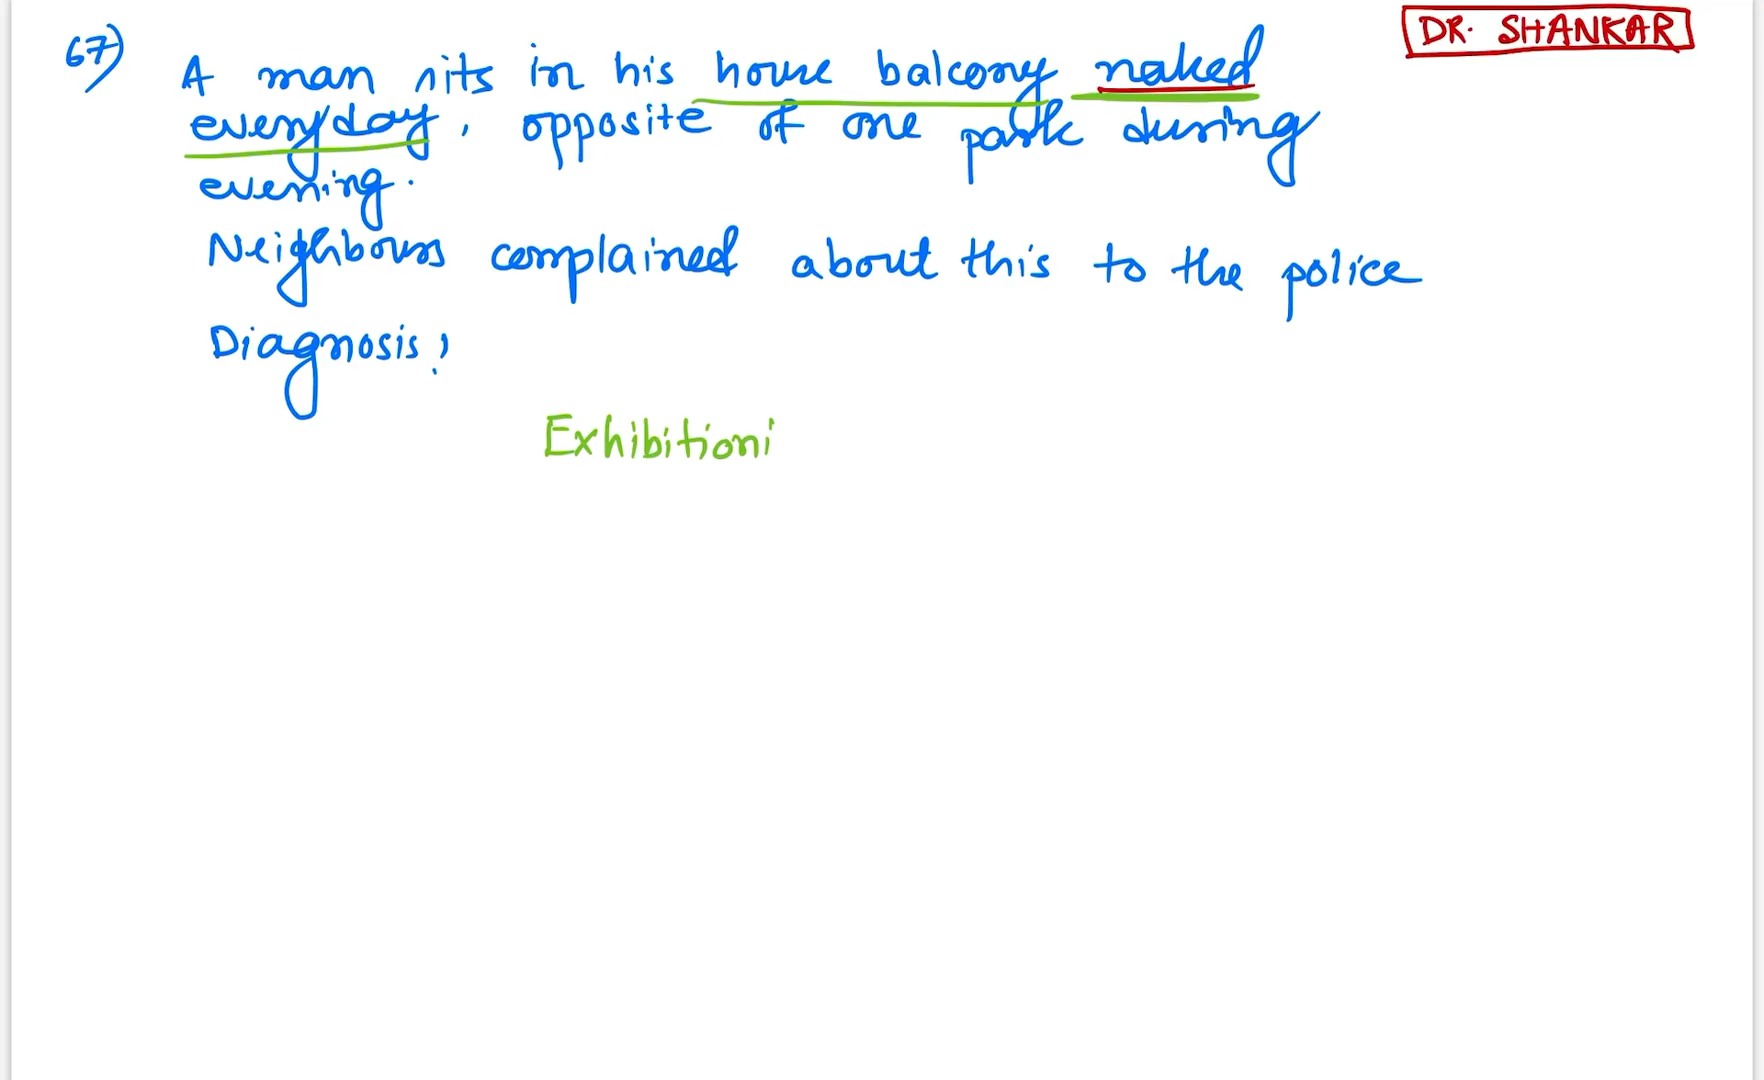 67)
DR. SHANKAR
A man sits in his house balcony naked
everyday, opposite of one park during
evening.
Neighbours complained about this to the police
Diagnosis?
Exhibitioni